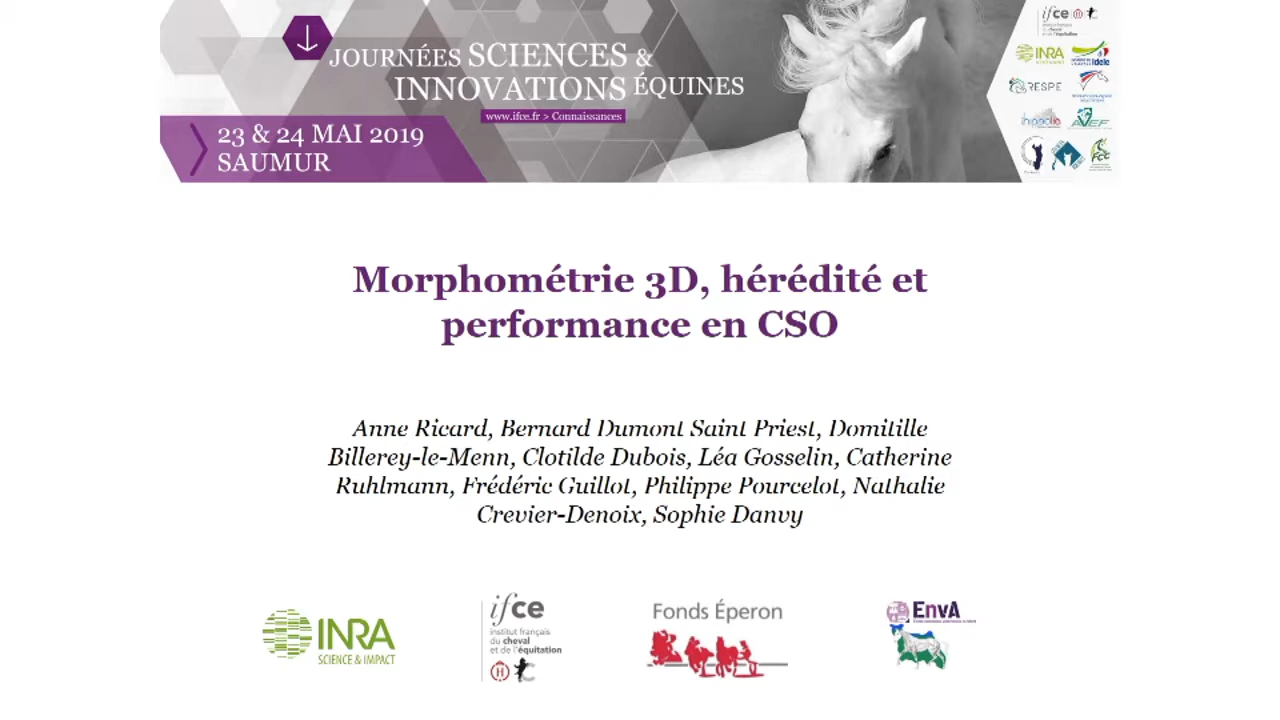 JOURNÉES SCIENCES &
INNOVATIONS ÉQUINES
www.ifce.fr > Connaissances
23 & 24 MAI 2019
SAUMUR
ifce
INRA
idele
RESPE
hippolia
AVEF
FCC
Morphométrie 3D, hérédité et
performance en CSO
Anne Ricard, Bernard Dumont Saint Priest, Domitille
Billerey-le-Menn, Clotilde Dubois, Léa Gosselin, Catherine
Ruhlmann, Frédéric Guillot, Philippe Pourcelot, Nathalie
Crevier-Denoix, Sophie Danvy
INRA
SCIENCE & IMPACT
ifce
institut français
du cheval
et de l'équitation
Fonds Éperon
EnvA